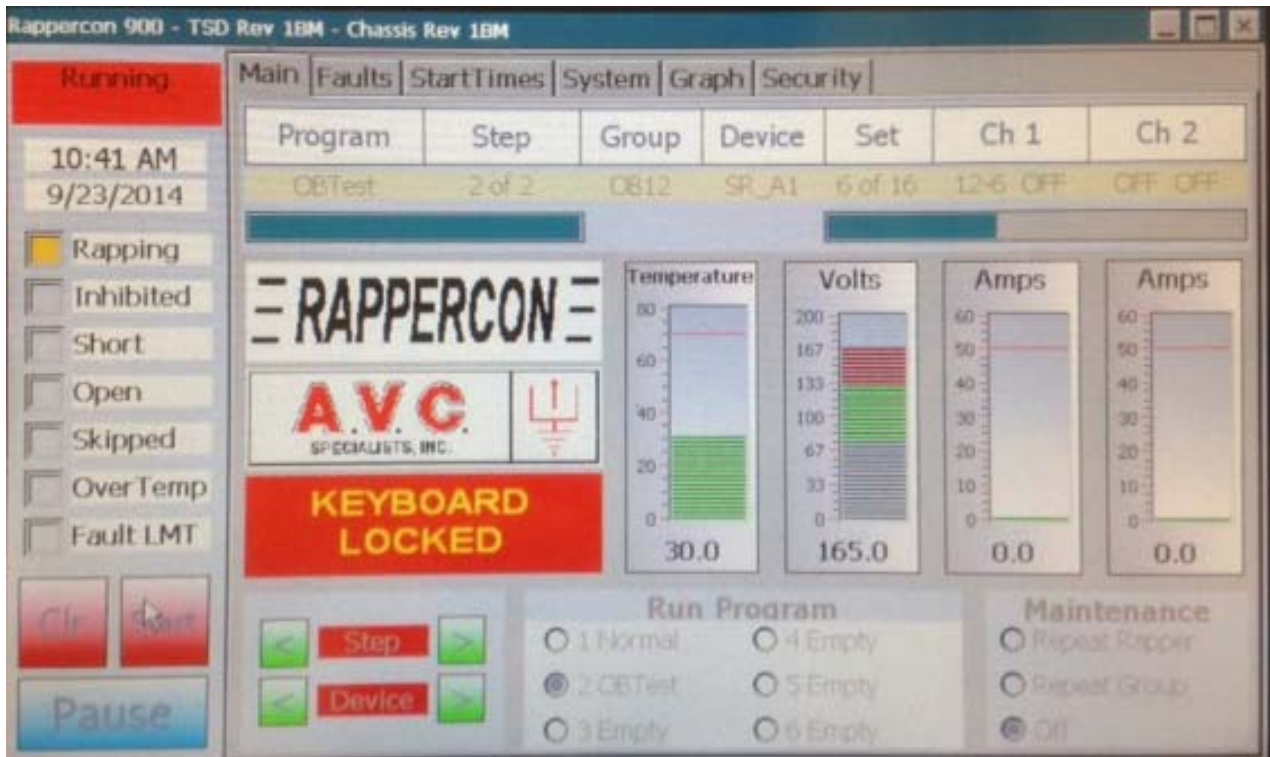 Rappercon 900 - TSD Rev 1BM - Chassis Rev 1BM
Running
10:41 AM
9/23/2014
Rapping
Inhibited
Short
Open
Skipped
OverTemp
Fault LMT
Clr Start
Pause
Main Faults StartTimes System Graph Security
Program Step Group Device Set Ch 1 Ch 2
OBTest 2 of 2 OB12 SR_A1 6 of 16 12-6 OFF OFF OFF
RAPPERCON
A.V.C.
SPECIALISTS, INC.
KEYBOARD
LOCKED
Temperature
80
60
40
20
0
30.0
Volts
200
167
133
100
67
33
0
165.0
Amps
60
50
40
30
20
10
0
0.0
Amps
60
50
40
30
20
10
0
0.0
< Step >
< Device >
Run Program
1 Normal 4 Empty
2 OBTest 5 Empty
3 Empty 6 Empty
Maintenance
Repeat Rapper
Repeat Group
Off